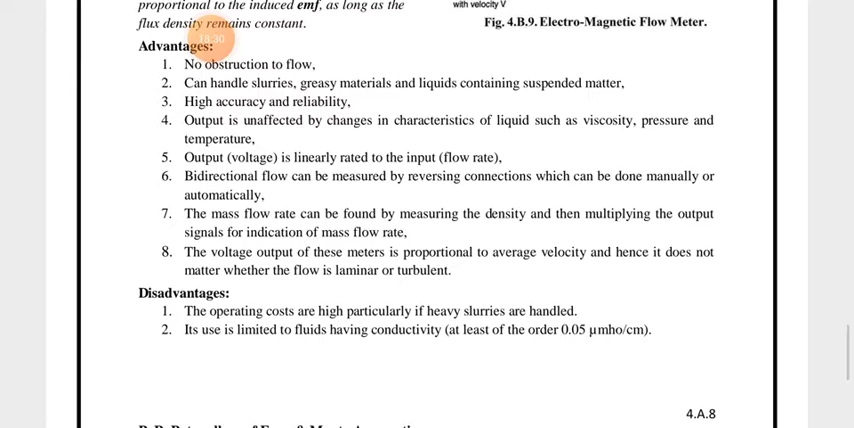 proportional to the induced emf, as long as the
with velocity V
flux density remains constant.
Fig. 4.B.9. Electro-Magnetic Flow Meter.
18:30
Advantages:
1. No obstruction to flow,
2. Can handle slurries, greasy materials and liquids containing suspended matter,
3. High accuracy and reliability,
4. Output is unaffected by changes in characteristics of liquid such as viscosity, pressure and
temperature,
5. Output (voltage) is linearly rated to the input (flow rate),
6. Bidirectional flow can be measured by reversing connections which can be done manually or
automatically,
7. The mass flow rate can be found by measuring the density and then multiplying the output
signals for indication of mass flow rate,
8. The voltage output of these meters is proportional to average velocity and hence it does not
matter whether the flow is laminar or turbulent.
Disadvantages:
1. The operating costs are high particularly if heavy slurries are handled.
2. Its use is limited to fluids having conductivity (at least of the order 0.05 µmho/cm).
4.A.8